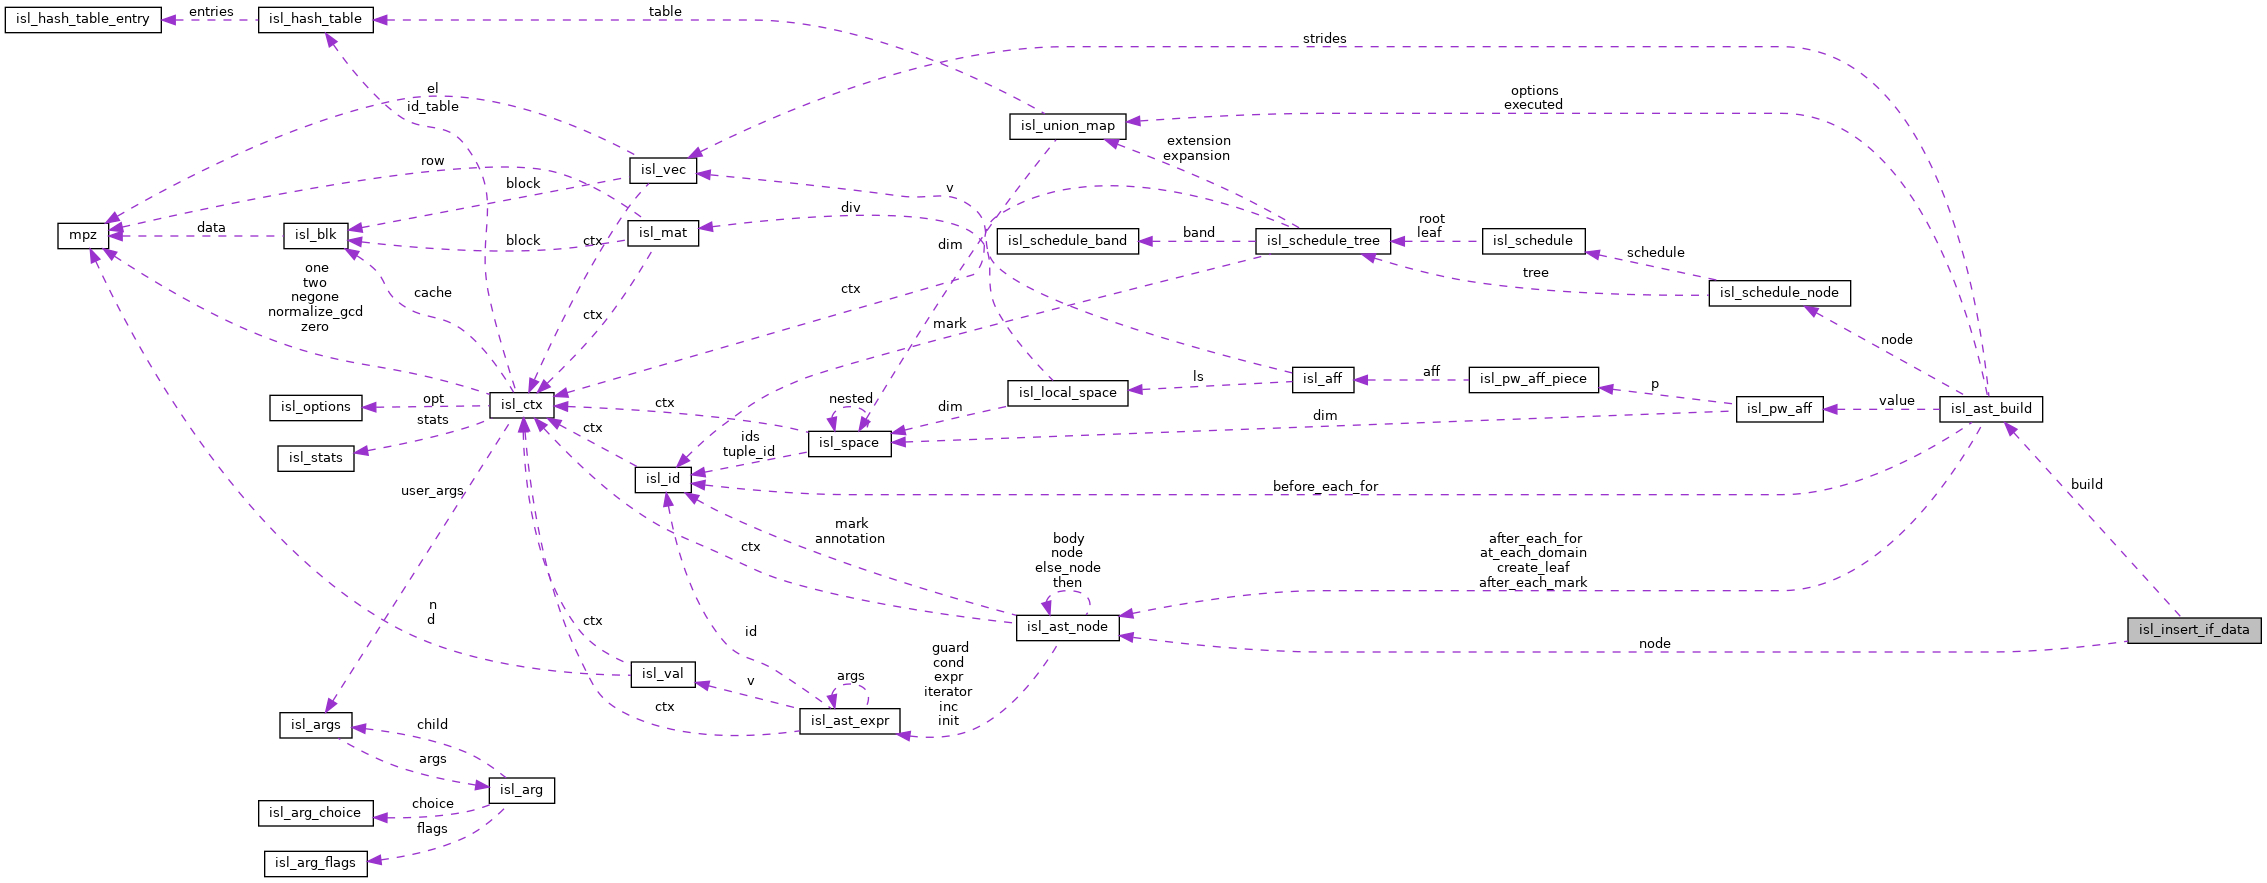 isl_hash_table_entry
entries
isl_hash_table
table
strides
el
id_table
options
executed
isl_union_map
extension
expansion
row
isl_vec
block
v
div
mpz
data
isl_blk
isl_mat
block
ctx
dim
isl_schedule_band
band
isl_schedule_tree
root
leaf
isl_schedule
schedule
tree
isl_schedule_node
one
two
negone
normalize_gcd
zero
cache
ctx
ctx
mark
node
isl_options
opt
stats
isl_ctx
ctx
nested
isl_space
dim
isl_local_space
ls
isl_aff
aff
isl_pw_aff_piece
p
isl_pw_aff
value
isl_ast_build
dim
isl_stats
ctx
ids
tuple_id
isl_id
user_args
before_each_for
build
mark
annotation
ctx
body
node
else_node
then
isl_ast_node
after_each_for
at_each_domain
create_leaf
after_each_mark
isl_insert_if_data
node
n
d
ctx
id
isl_val
v
ctx
args
isl_ast_expr
guard
cond
expr
iterator
inc
init
isl_args
child
args
isl_arg
choice
flags
isl_arg_choice
isl_arg_flags